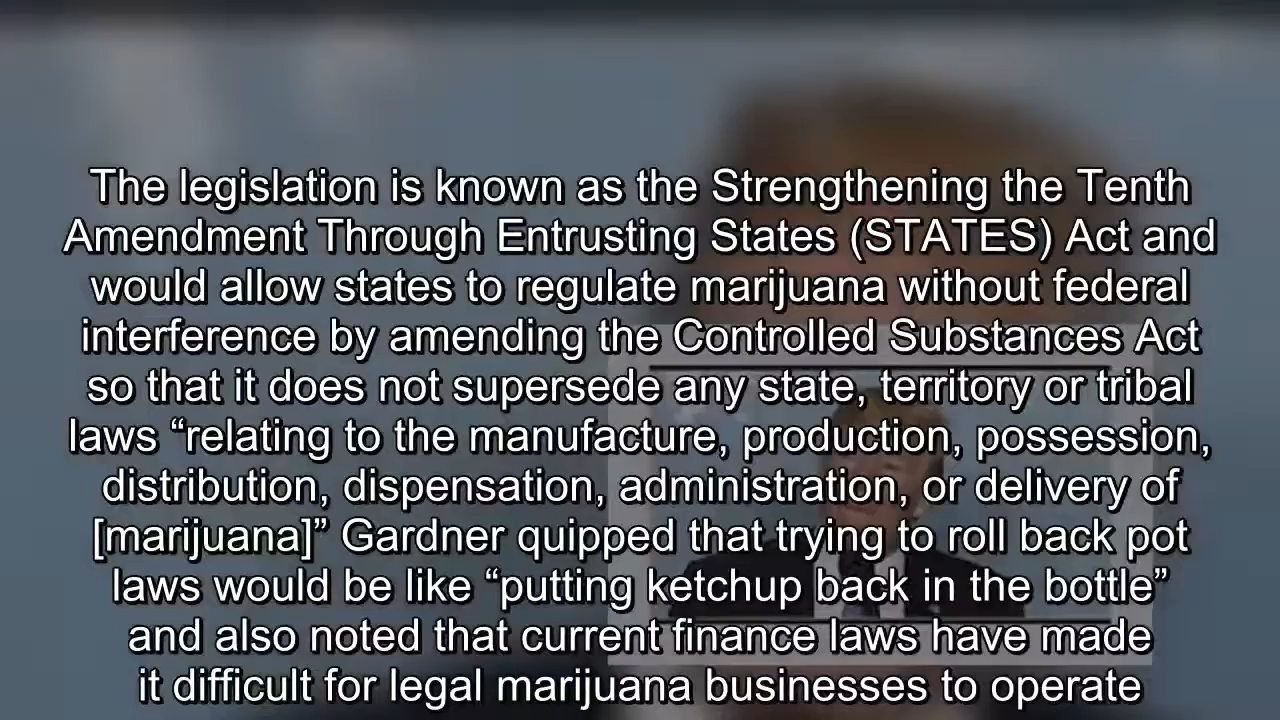 The legislation is known as the Strengthening the Tenth
Amendment Through Entrusting States (STATES) Act and
would allow states to regulate marijuana without federal
interference by amending the Controlled Substances Act
so that it does not supersede any state, territory or tribal
laws “relating to the manufacture, production, possession,
distribution, dispensation, administration, or delivery of
[marijuana]” Gardner quipped that trying to roll back pot
laws would be like “putting ketchup back in the bottle”
and also noted that current finance laws have made
it difficult for legal marijuana businesses to operate